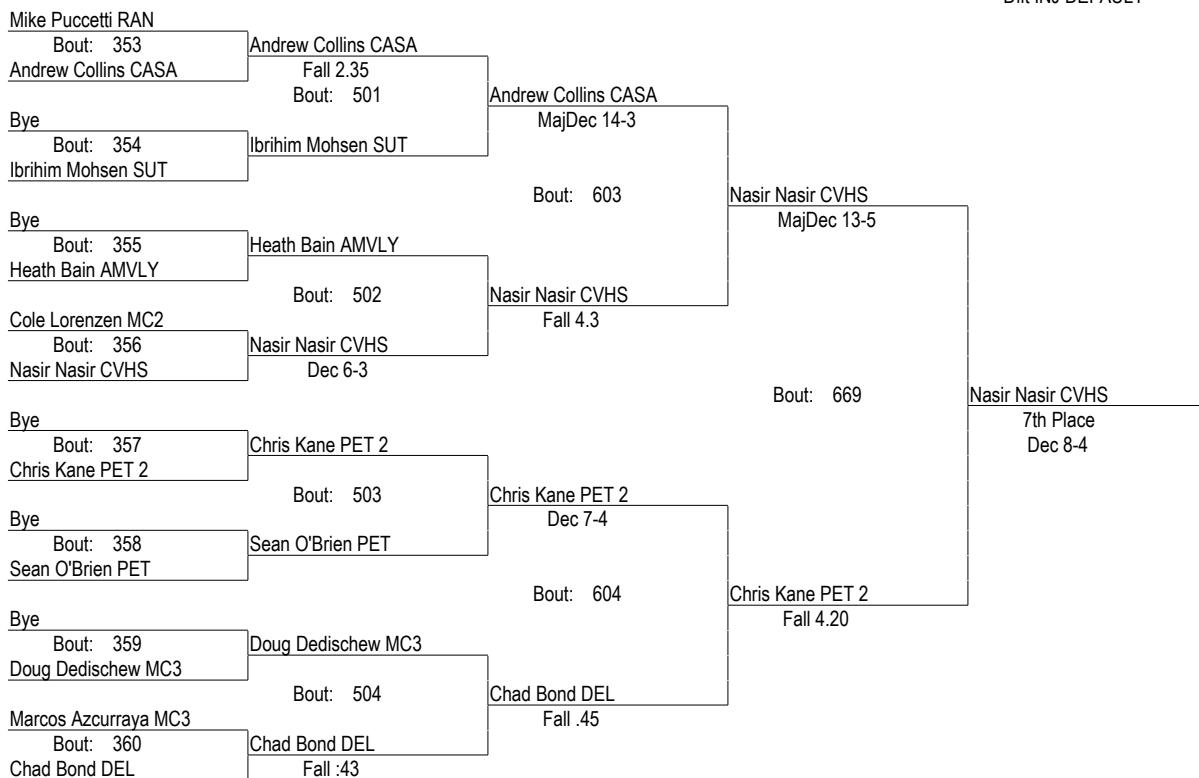 Dflt INJ DEFAULT
Mike Puccetti RAN
Bout: 353
Andrew Collins CASA
Andrew Collins CASA
Fall 2.35
Bout: 501
Andrew Collins CASA
MajDec 14-3
Bye
Bout: 354
Ibrihim Mohsen SUT
Ibrihim Mohsen SUT
Bout: 603
Nasir Nasir CVHS
MajDec 13-5
Bye
Bout: 355
Heath Bain AMVLY
Heath Bain AMVLY
Bout: 502
Nasir Nasir CVHS
Fall 4.3
Cole Lorenzen MC2
Bout: 356
Nasir Nasir CVHS
Nasir Nasir CVHS
Dec 6-3
Bout: 669
Nasir Nasir CVHS
7th Place
Dec 8-4
Bye
Bout: 357
Chris Kane PET 2
Chris Kane PET 2
Bout: 503
Chris Kane PET 2
Dec 7-4
Bye
Bout: 358
Sean O'Brien PET
Sean O'Brien PET
Bout: 604
Chris Kane PET 2
Fall 4.20
Bye
Bout: 359
Doug Dedischew MC3
Doug Dedischew MC3
Bout: 504
Chad Bond DEL
Fall .45
Marcos Azcurraya MC3
Bout: 360
Chad Bond DEL
Chad Bond DEL
Fall :43